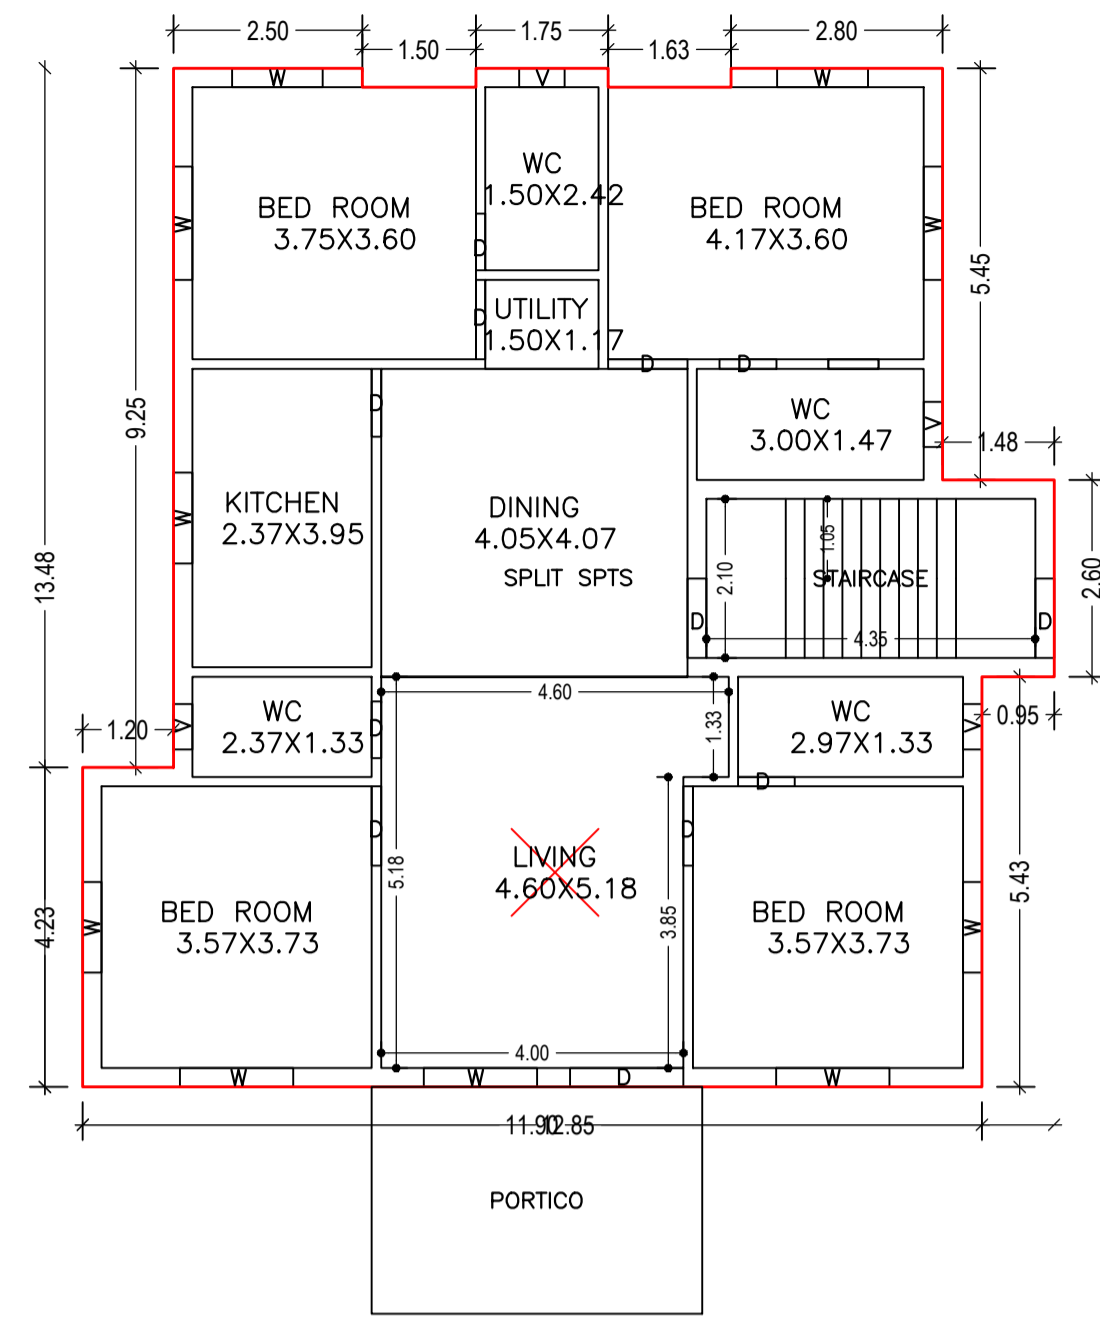 2.50
1.50
1.75
1.63
2.80
W
V
W
WC
1.50X2.42
BED ROOM
3.75X3.60
BED ROOM
4.17X3.60
W
W
D
5.45
UTILITY
1.50X1.17
D
D
D
9.25
D
WC
3.00X1.47
V
1.48
KITCHEN
2.37X3.95
W
DINING
4.05X4.07
SPLIT SPTS
1.05
2.10
STAIRCASE
13.48
2.60
D
D
4.35
4.60
1.33
WC
2.37X1.33
V
D
1.20
WC
2.97X1.33
V
0.95
D
D
D
LIVING
4.60X5.18
5.18
3.85
5.43
BED ROOM
3.57X3.73
W
BED ROOM
3.57X3.73
W
4.23
4.00
W
W
D
W
11.90
12.85
PORTICO